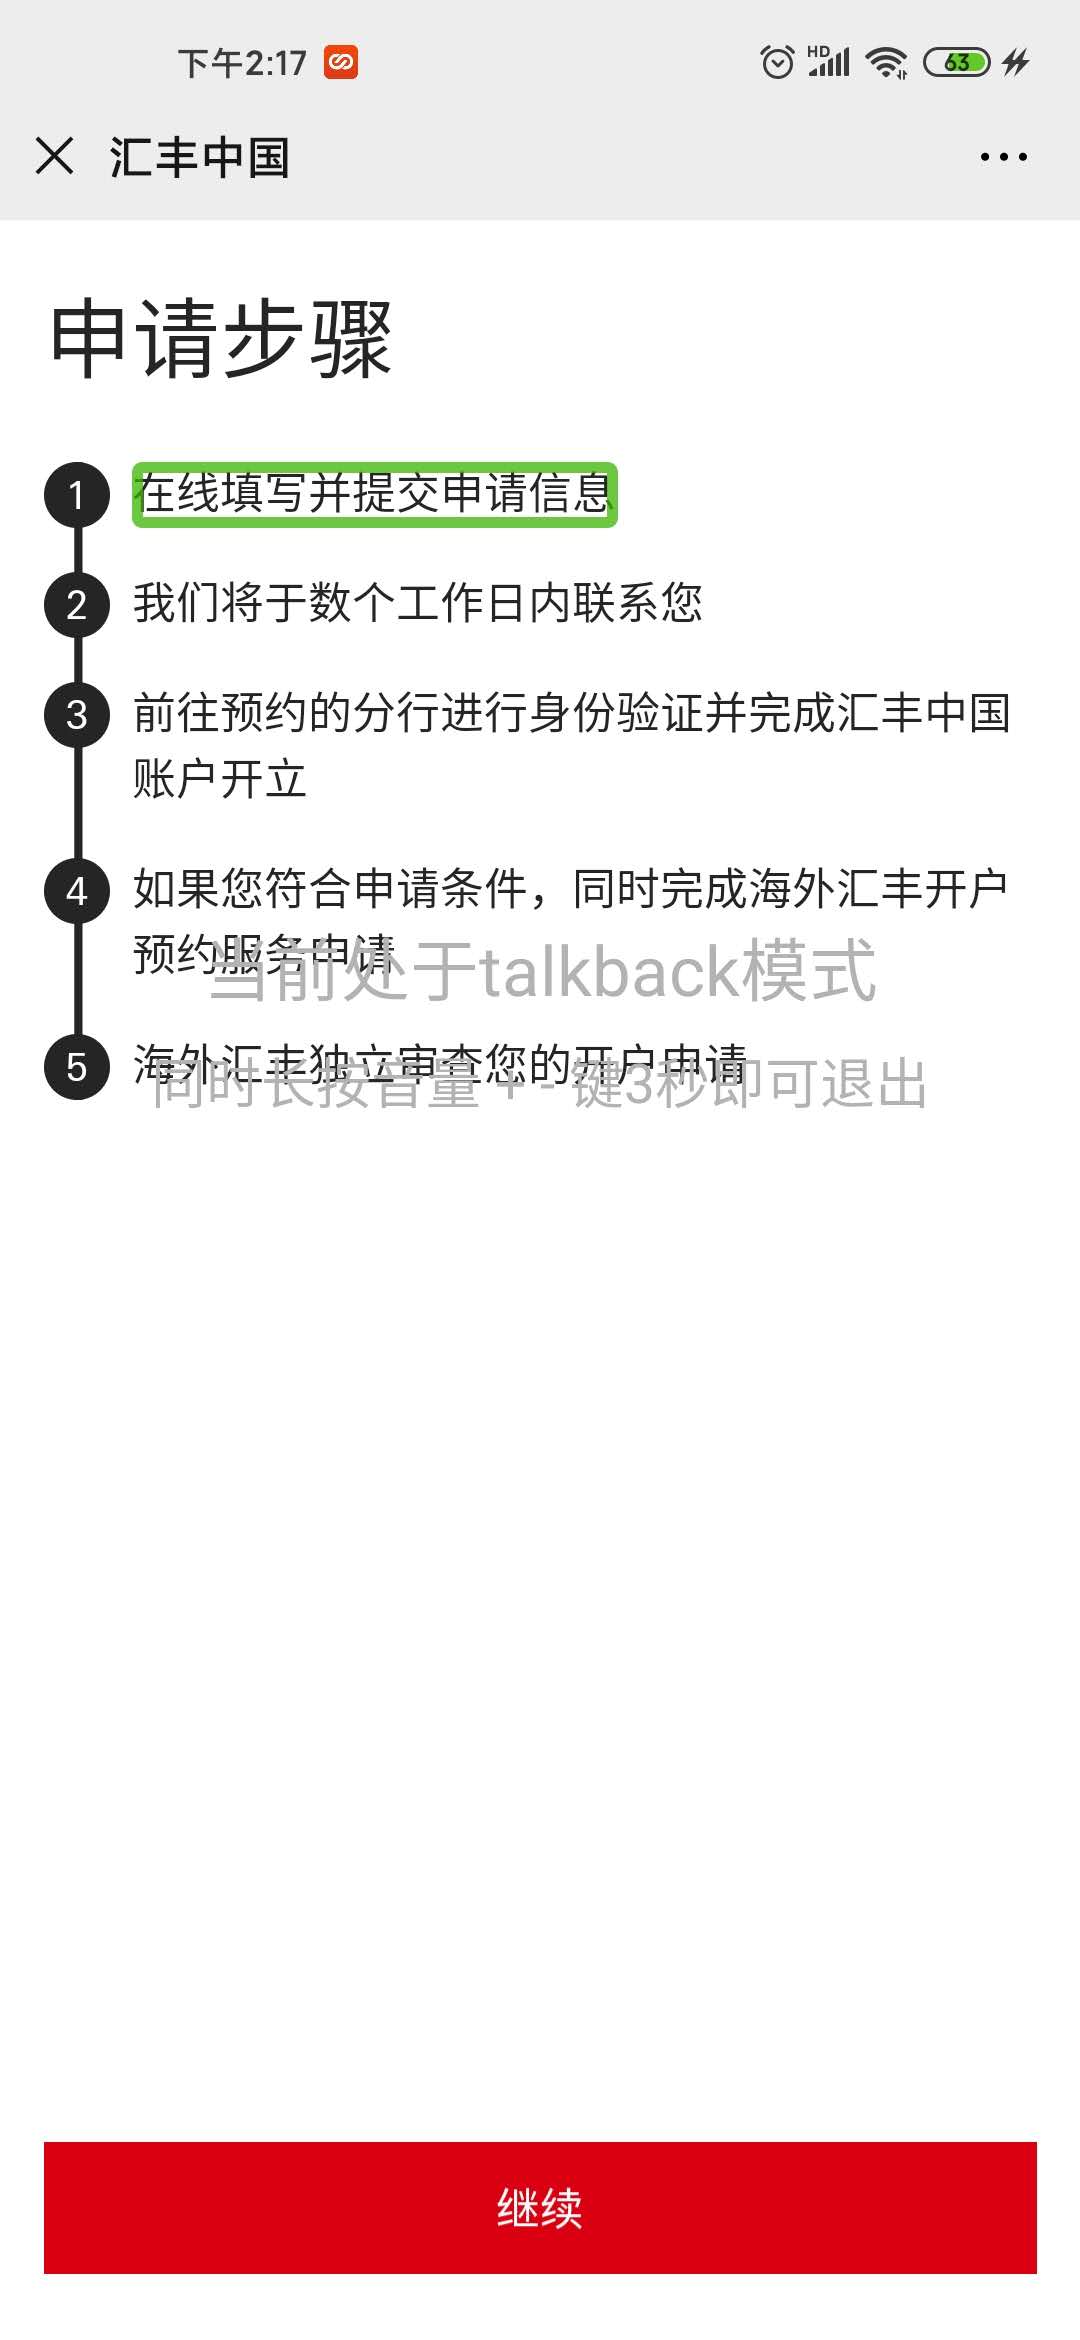 下午2:17
HD
63
汇丰中国
申请步骤
1 在线填写并提交申请信息
2 我们将于数个工作日内联系您
3 前往预约的分行进行身份验证并完成汇丰中国
账户开立
4 如果您符合申请条件，同时完成海外汇丰开户
预约服务申请
当前处于talkback模式
5 海外汇丰独立审查您的开户申请
同时长按音量 + - 键3秒即可退出
继续